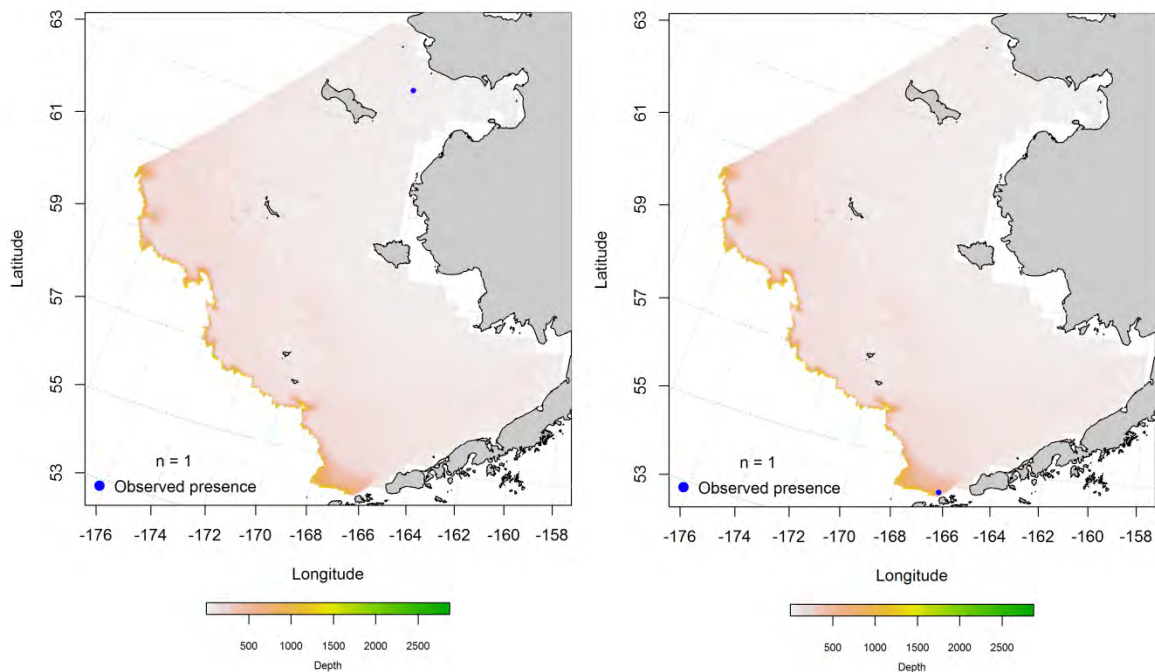 63
61
59
57
55
53
Latitude
n = 1
Observed presence
-176 -174 -172 -170 -168 -166 -164 -162 -160 -158
Longitude
500 1000 1500 2000 2500
Depth
63
61
59
57
55
53
Latitude
n = 1
Observed presence
-176 -174 -172 -170 -168 -166 -164 -162 -160 -158
Longitude
500 1000 1500 2000 2500
Depth